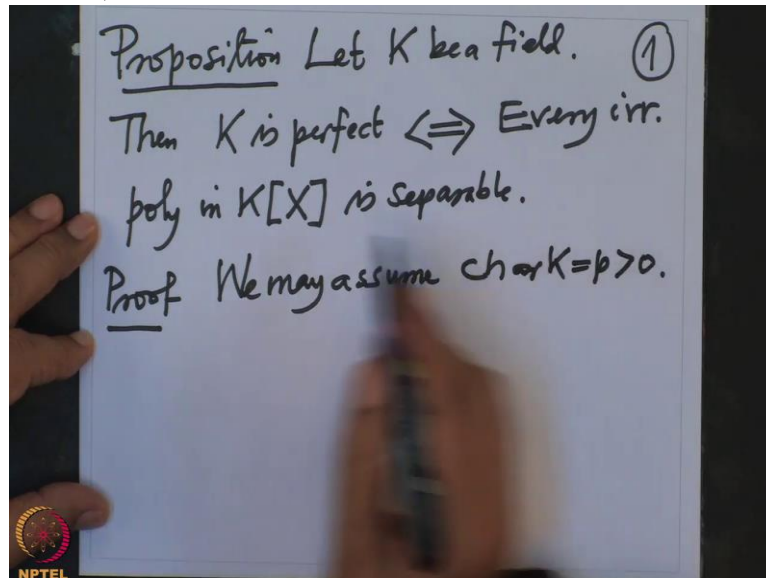 Proposition Let K be a field. 1
Then K is perfect <=> Every irr.
poly in K[X] is separable.
Proof We may assume char K = p > 0.
NPTEL